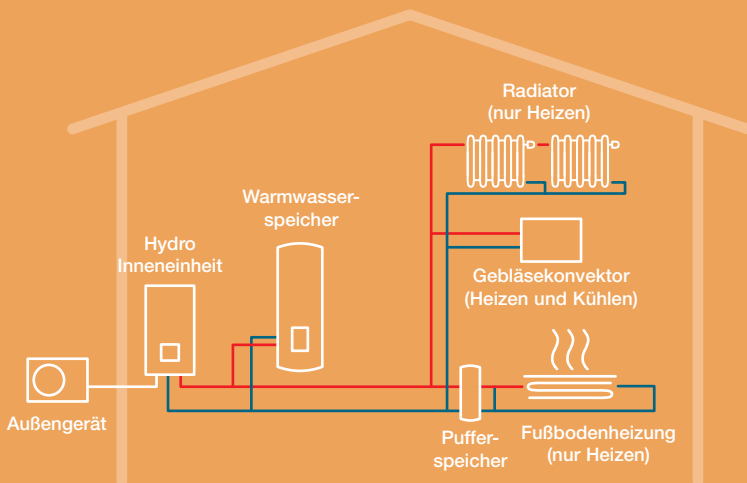 Radiator
(nur Heizen)
Warmwasser-
speicher
Hydro
Inneneinheit
Gebläsekonvektor
(Heizen und Kühlen)
Außengerät
Puffer-
speicher
Fußbodenheizung
(nur Heizen)